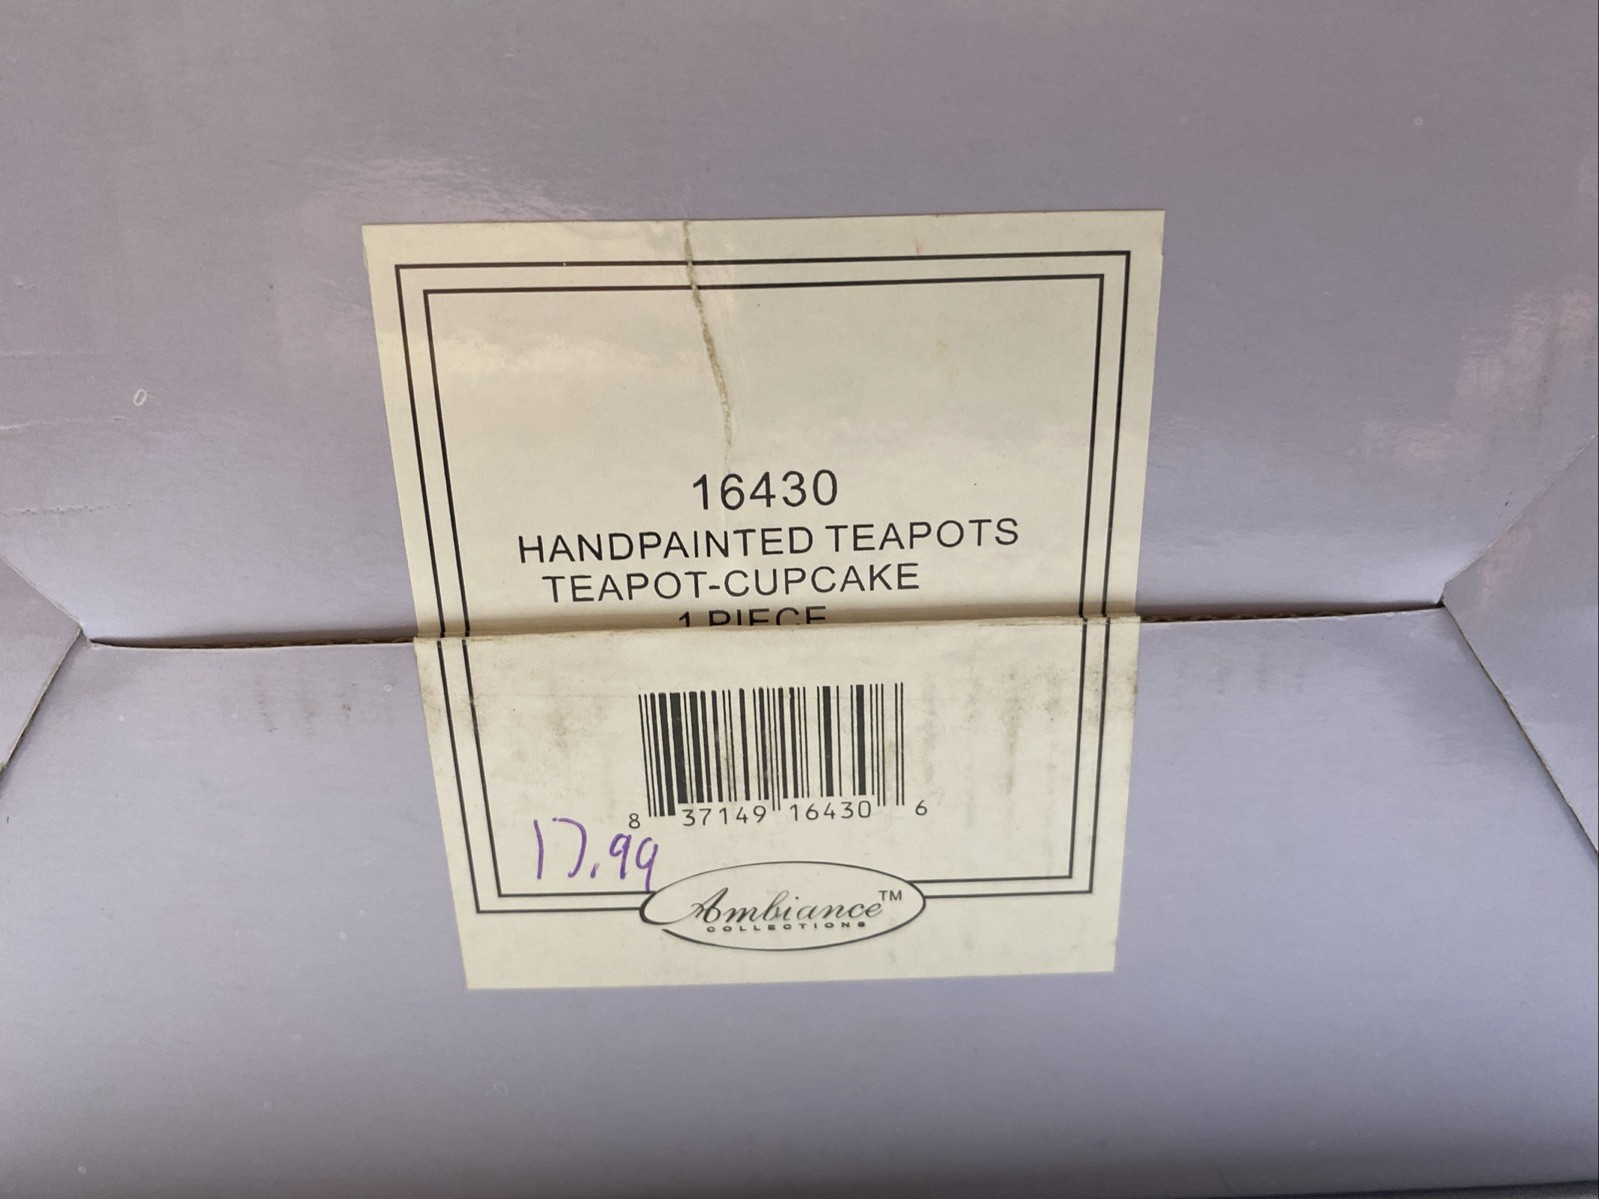 16430
HANDPAINTED TEAPOTS
TEAPOT-CUPCAKE
1 PIECE
8 37149 16430 6
17.99
Ambiance™
COLLECTIONS